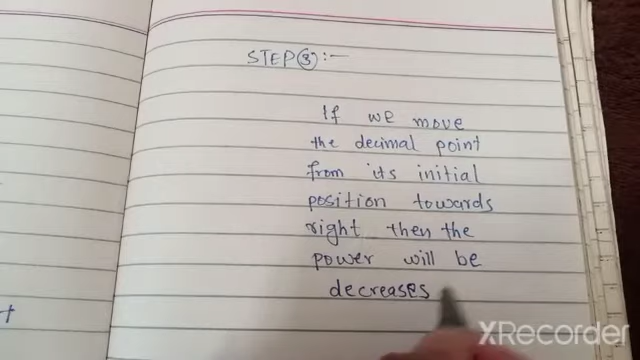 STEP③:-
If we move
the decimal point
from its initial
position towards
right then the
power will be
decreases
XRecorder